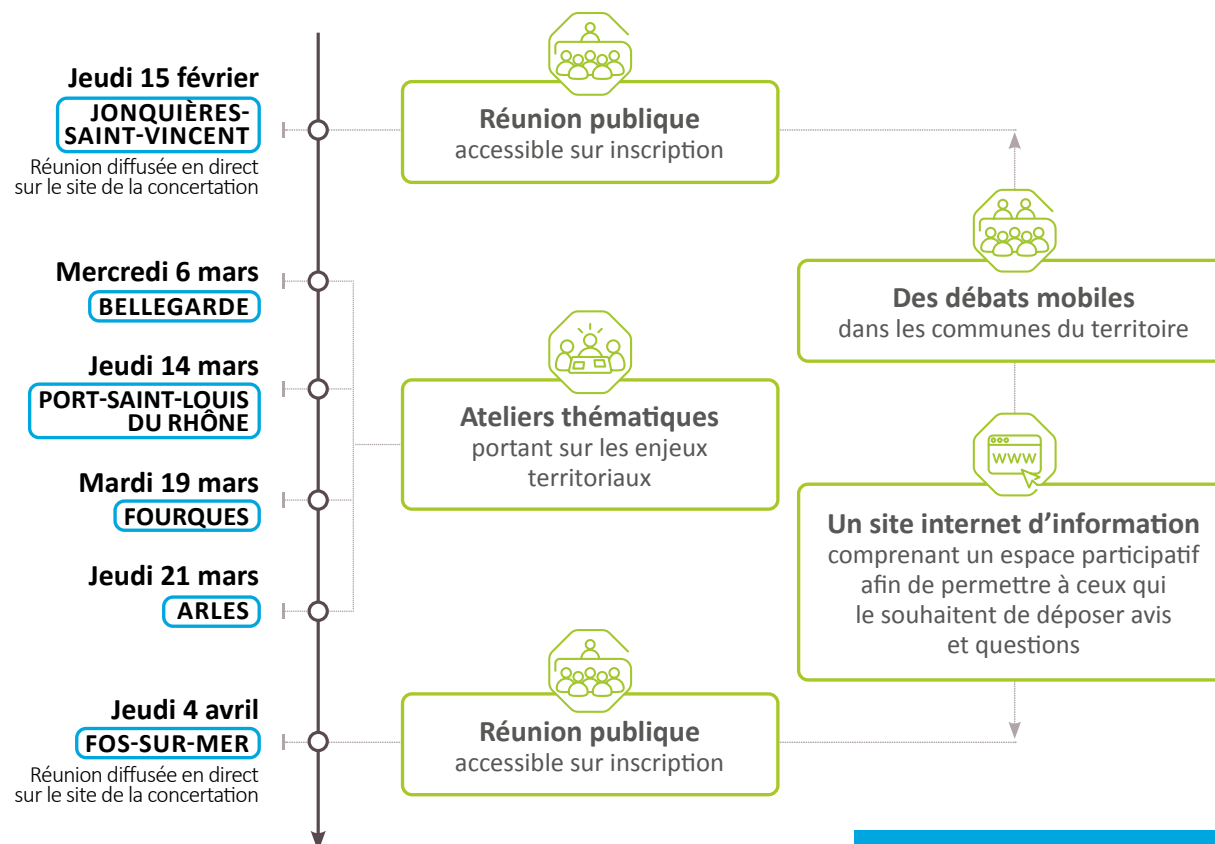 Jeudi 15 février
JONQUIÈRES-
SAINT-VINCENT
Réunion diffusée en direct
sur le site de la concertation
Réunion publique
accessible sur inscription
Mercredi 6 mars
BELLEGARDE
Jeudi 14 mars
PORT-SAINT-LOUIS
DU RHÔNE
Mardi 19 mars
FOURQUES
Jeudi 21 mars
ARLES
Ateliers thématiques
portant sur les enjeux
territoriaux
Des débats mobiles
dans les communes du territoire
www
Un site internet d’information
comprenant un espace participatif
afin de permettre à ceux qui
le souhaitent de déposer avis
et questions
Jeudi 4 avril
FOS-SUR-MER
Réunion diffusée en direct
sur le site de la concertation
Réunion publique
accessible sur inscription